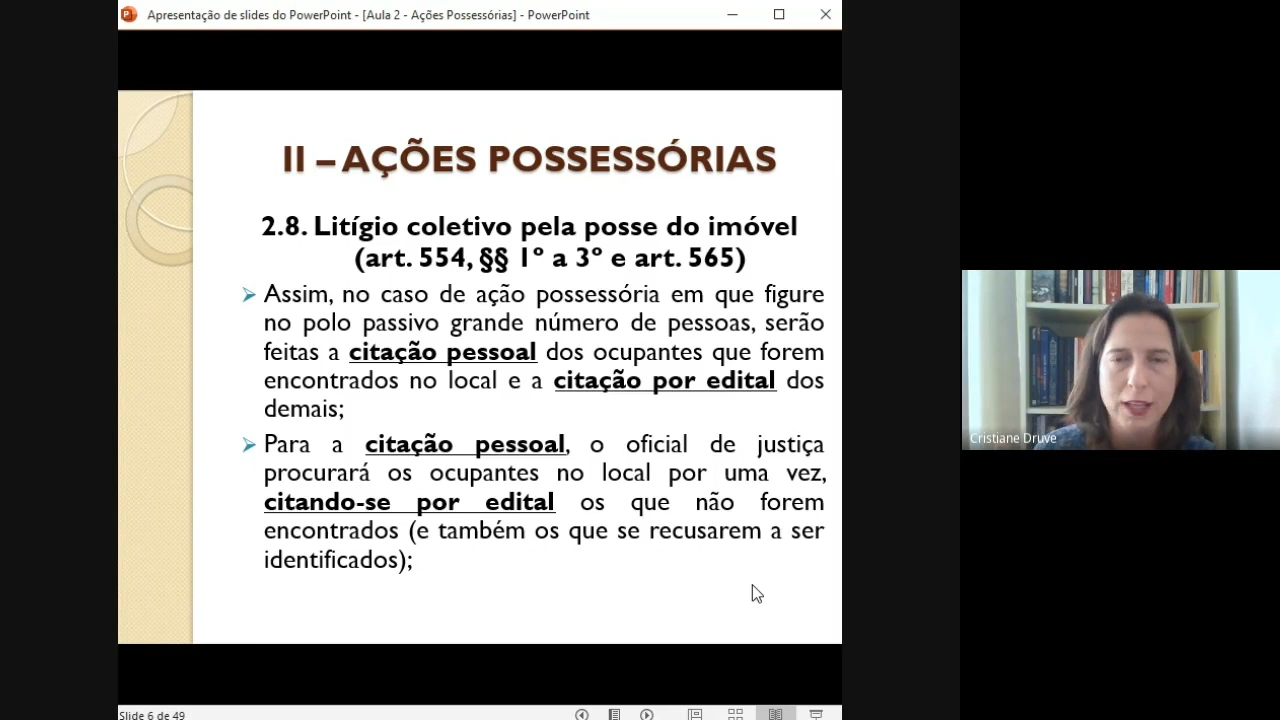 Apresentação de slides do PowerPoint - [Aula 2 - Ações Possessórias] - PowerPoint
II – AÇÕES POSSESSÓRIAS
2.8. Litígio coletivo pela posse do imóvel
(art. 554, §§ 1º a 3º e art. 565)
Assim, no caso de ação possessória em que figure
no polo passivo grande número de pessoas, serão
feitas a citação pessoal dos ocupantes que forem
encontrados no local e a citação por edital dos
demais;
Para a citação pessoal, o oficial de justiça
procurará os ocupantes no local por uma vez,
citando-se por edital os que não forem
encontrados (e também os que se recusarem a ser
identificados);
Cristiane Druve
Slide 6 de 49